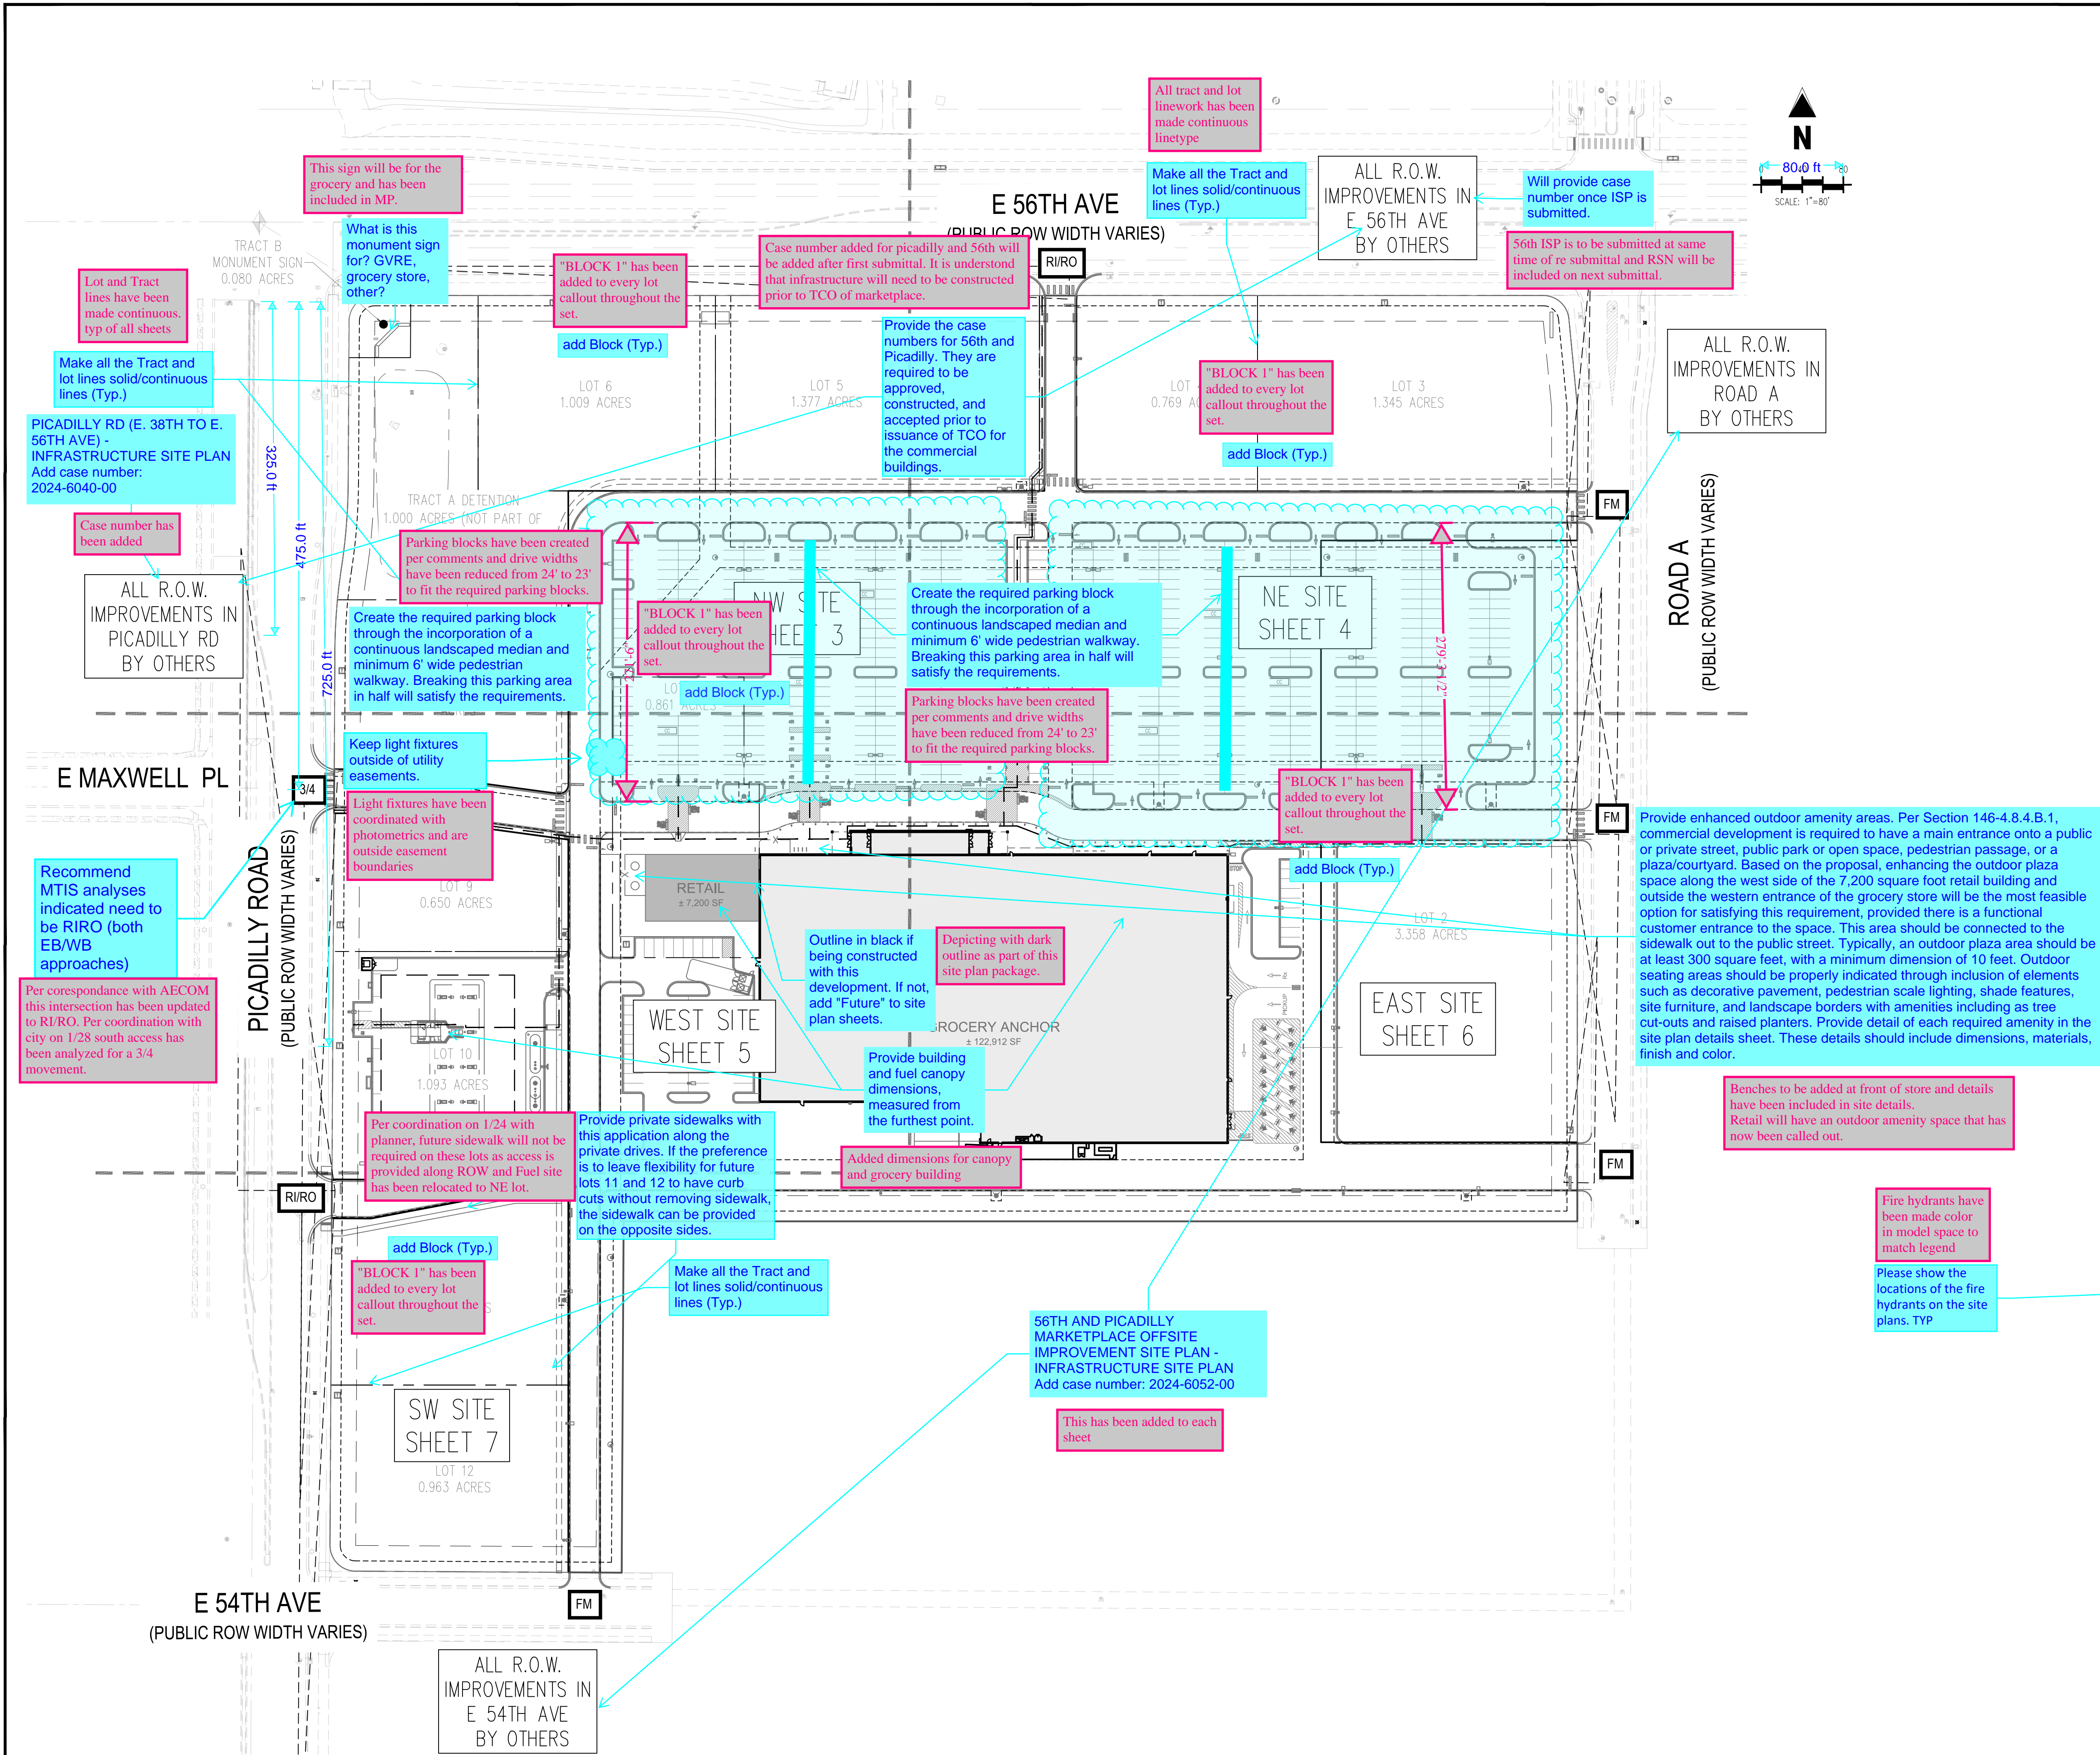 All tract and lot
linework has been
made continuous
linetype
N
80.0 ft
0
80
SCALE: 1"=80'
This sign will be for the
grocery and has been
included in MP.
Make all the Tract and
lot lines solid/continuous
lines (Typ.)
ALL R.O.W.
IMPROVEMENTS IN
E 56TH AVE
BY OTHERS
Will provide case
number once ISP is
submitted.
E 56TH AVE
(PUBLIC ROW WIDTH VARIES)
What is this
monument sign
for? GVRE,
grocery store,
other?
TRACT B
MONUMENT SIGN
0.080 ACRES
Case number added for picadilly and 56th will
be added after first submittal. It is understand
that infrastructure will need to be constructed
prior to TCO of marketplace.
RI/RO
56th ISP is to be submitted at same
time of re submittal and RSN will be
included on next submittal.
Lot and Tract
lines have been
made continuous.
typ of all sheets
"BLOCK 1" has been
added to every lot
callout throughout the
set.
add Block (Typ.)
Provide the case
numbers for 56th and
Picadilly. They are
required to be
approved,
constructed, and
accepted prior to
issuance of TCO for
the commercial
buildings.
ALL R.O.W.
IMPROVEMENTS IN
ROAD A
BY OTHERS
Make all the Tract and
lot lines solid/continuous
lines (Typ.)
LOT 6
1.009 ACRES
LOT 5
1.377 ACRES
LOT
0.769 AC
"BLOCK 1" has been
added to every lot
callout throughout the
set.
LOT 3
1.345 ACRES
add Block (Typ.)
PICADILLY RD (E. 38TH TO E.
56TH AVE) -
INFRASTRUCTURE SITE PLAN
Add case number:
2024-6040-00
325.0 ft
475.0 ft
725.0 ft
Case number has
been added
TRACT A DETENTION
1.000 ACRES (NOT PART OF
FM
ROAD A
(PUBLIC ROW WIDTH VARIES)
Parking blocks have been created
per comments and drive widths
have been reduced from 24' to 23'
to fit the required parking blocks.
ALL R.O.W.
IMPROVEMENTS IN
PICADILLY RD
BY OTHERS
Create the required parking block
through the incorporation of a
continuous landscaped median and
minimum 6' wide pedestrian
walkway. Breaking this parking area
in half will satisfy the requirements.
"BLOCK 1" has been
added to every lot
callout throughout the
set.
NW SITE
SHEET 3
Create the required parking block
through the incorporation of a
continuous landscaped median and
minimum 6' wide pedestrian walkway.
Breaking this parking area in half will
satisfy the requirements.
NE SITE
SHEET 4
279'-3 1/2"
LO
0.861 ACRES
add Block (Typ.)
Parking blocks have been created
per comments and drive widths
have been reduced from 24' to 23'
to fit the required parking blocks.
Keep light fixtures
outside of utility
easements.
E MAXWELL PL
3/4
Light fixtures have been
coordinated with
photometrics and are
outside easement
boundaries
"BLOCK 1" has been
added to every lot
callout throughout the
set.
add Block (Typ.)
FM
Provide enhanced outdoor amenity areas. Per Section 146-4.8.4.B.1,
commercial development is required to have a main entrance onto a public
or private street, public park or open space, pedestrian passage, or a
plaza/courtyard. Based on the proposal, enhancing the outdoor plaza
space along the west side of the 7,200 square foot retail building and
outside the western entrance of the grocery store will be the most feasible
option for satisfying this requirement, provided there is a functional
customer entrance to the space. This area should be connected to the
sidewalk out to the public street. Typically, an outdoor plaza area should be
at least 300 square feet, with a minimum dimension of 10 feet. Outdoor
seating areas should be properly indicated through inclusion of elements
such as decorative pavement, pedestrian scale lighting, shade features,
site furniture, and landscape borders with amenities including as tree
cut-outs and raised planters. Provide detail of each required amenity in the
site plan details sheet. These details should include dimensions, materials,
finish and color.
PICADILLY ROAD
(PUBLIC ROW WIDTH VARIES)
Recommend
MTIS analyses
indicated need to
be RIRO (both
EB/WB
approaches)
LOT 9
0.650 ACRES
RETAIL
± 7,200 SF
Outline in black if
being constructed
with this
development. If not,
add "Future" to site
plan sheets.
Depicting with dark
outline as part of this
site plan package.
STOP
LOT 2
3.358 ACRES
Per corespondance with AECOM
this intersection has been updated
to RI/RO. Per coordination with
city on 1/28 south access has
been analyzed for a 3/4
movement.
WEST SITE
SHEET 5
GROCERY ANCHOR
± 122,912 SF
PICKUP
EAST SITE
SHEET 6
LOT 10
1.093 ACRES
Provide building
and fuel canopy
dimensions,
measured from
the furthest point.
Benches to be added at front of store and details
have been included in site details.
Retail will have an outdoor amenity space that has
now been called out.
Per coordination on 1/24 with
planner, future sidewalk will not be
required on these lots as access is
provided along ROW and Fuel site
has been relocated to NE lot.
Provide private sidewalks with
this application along the
private drives. If the preference
is to leave flexibility for future
lots 11 and 12 to have curb
cuts without removing sidewalk,
the sidewalk can be provided
on the opposite sides.
Added dimensions for canopy
and grocery building
FM
RI/RO
Fire hydrants have
been made color
in model space to
match legend
Please show the
locations of the fire
hydrants on the site
plans. TYP
add Block (Typ.)
"BLOCK 1" has been
added to every lot
callout throughout the
set.
Make all the Tract and
lot lines solid/continuous
lines (Typ.)
56TH AND PICADILLY
MARKETPLACE OFFSITE
IMPROVEMENT SITE PLAN -
INFRASTRUCTURE SITE PLAN
Add case number: 2024-6052-00
This has been added to each
sheet
SW SITE
SHEET 7
LOT 12
0.963 ACRES
E 54TH AVE
(PUBLIC ROW WIDTH VARIES)
FM
ALL R.O.W.
IMPROVEMENTS IN
E 54TH AVE
BY OTHERS